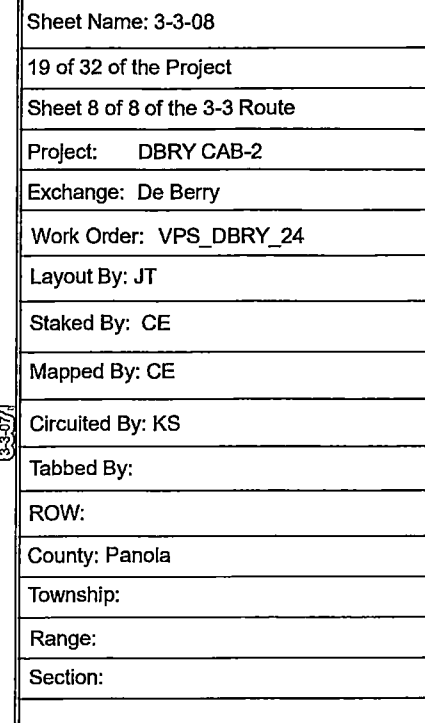 Sheet Name: 3-3-08
19 of 32 of the Project
Sheet 8 of 8 of the 3-3 Route
Project: DBRY CAB-2
Exchange: De Berry
Work Order: VPS_DBRY_24
Layout By: JT
Staked By: CE
Mapped By: CE
3-3-07
Circuited By: KS
Tabbed By:
ROW:
County: Panola
Township:
Range:
Section: